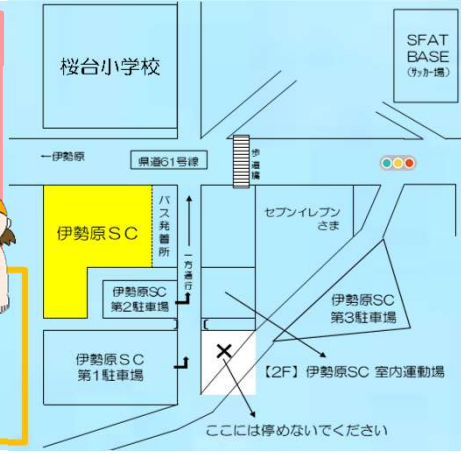 桜台小学校
SFAT
BASE
(サッカー場)
←伊勢原
県道61号線
歩道橋
伊勢原SC
バス発着所
一方通行
セブンイレブン
さま
伊勢原SC
第2駐車場
伊勢原SC
第3駐車場
伊勢原SC
第1駐車場
×
【2F】伊勢原SC 室内運動場
ここには停めないでください